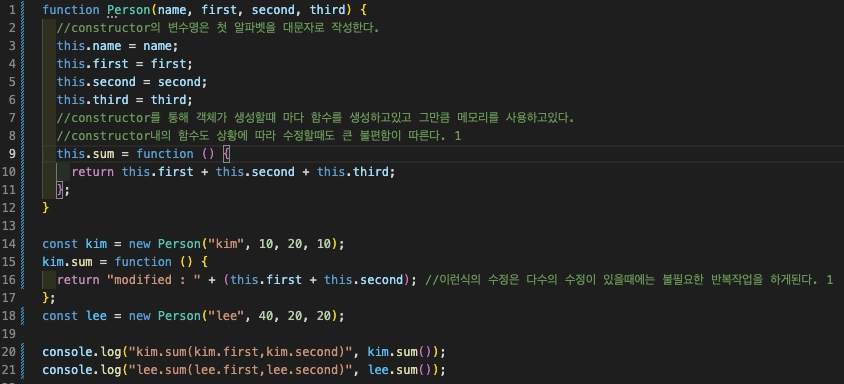 1 function Person(name, first, second, third) {
2 //constructor의 변수명은 첫 알파벳을 대문자로 작성한다.
3 this.name = name;
4 this.first = first;
5 this.second = second;
6 this.third = third;
7 //constructor를 통해 객체가 생성할때 마다 함수를 생성하고있고 그만큼 메모리를 사용하고있다.
8 //constructor내의 함수도 상황에 따라 수정할때도 큰 불편함이 따른다. 1
9 this.sum = function () {
10 return this.first + this.second + this.third;
11 };
12 }
13
14 const kim = new Person("kim", 10, 20, 10);
15 kim.sum = function () {
16 return "modified : " + (this.first + this.second); //이런식의 수정은 다수의 수정이 있을때에는 불필요한 반복작업을 하게된다. 1
17 };
18 const lee = new Person("lee", 40, 20, 20);
19
20 console.log("kim.sum(kim.first,kim.second)", kim.sum());
21 console.log("lee.sum(lee.first,lee.second)", lee.sum());